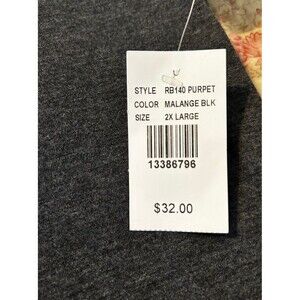 STYLE RB140 PURPET
COLOR MALANGE BLK
SIZE 2X LARGE
13386796
$32.00